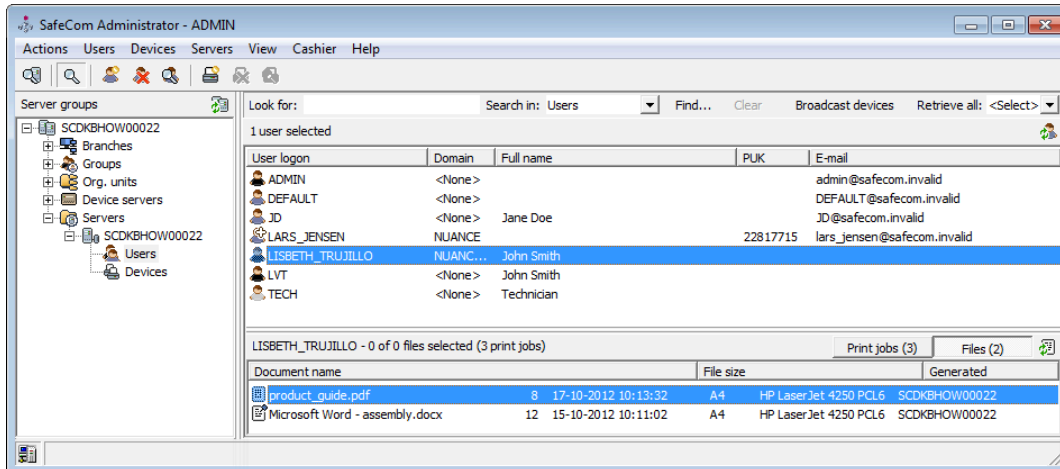 SafeCom Administrator - ADMIN
Actions Users Devices Servers View Cashier Help
Server groups
SCDKBHOW00022
Branches
Groups
Org. units
Device servers
Servers
SCDKBHOW00022
Users
Devices
Look for: Search in: Users Find... Clear Broadcast devices Retrieve all: <Select>
1 user selected
User logon Domain Full name PUK E-mail
ADMIN <None> admin@safecom.invalid
DEFAULT <None> DEFAULT@safecom.invalid
JD <None> Jane Doe JD@safecom.invalid
LARS_JENSEN NUANCE 22817715 lars_jensen@safecom.invalid
LISBETH_TRUJILLO NUANC... John Smith
LVT <None> John Smith
TECH <None> Technician
LISBETH_TRUJILLO - 0 of 0 files selected (3 print jobs) Print jobs (3) Files (2)
Document name File size Generated
product_guide.pdf 8 17-10-2012 10:13:32 A4 HP LaserJet 4250 PCL6 SCDKBHOW00022
Microsoft Word - assembly.docx 12 15-10-2012 10:11:02 A4 HP LaserJet 4250 PCL6 SCDKBHOW00022